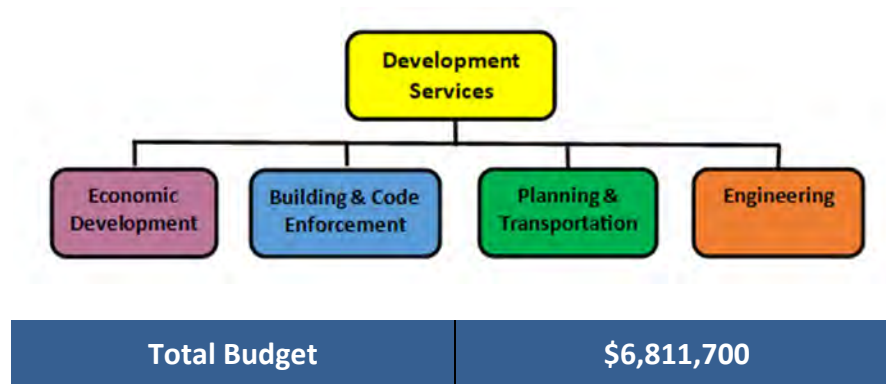 Development
Services
Economic
Development
Building & Code
Enforcement
Planning &
Transportation
Engineering
Total Budget
$6,811,700